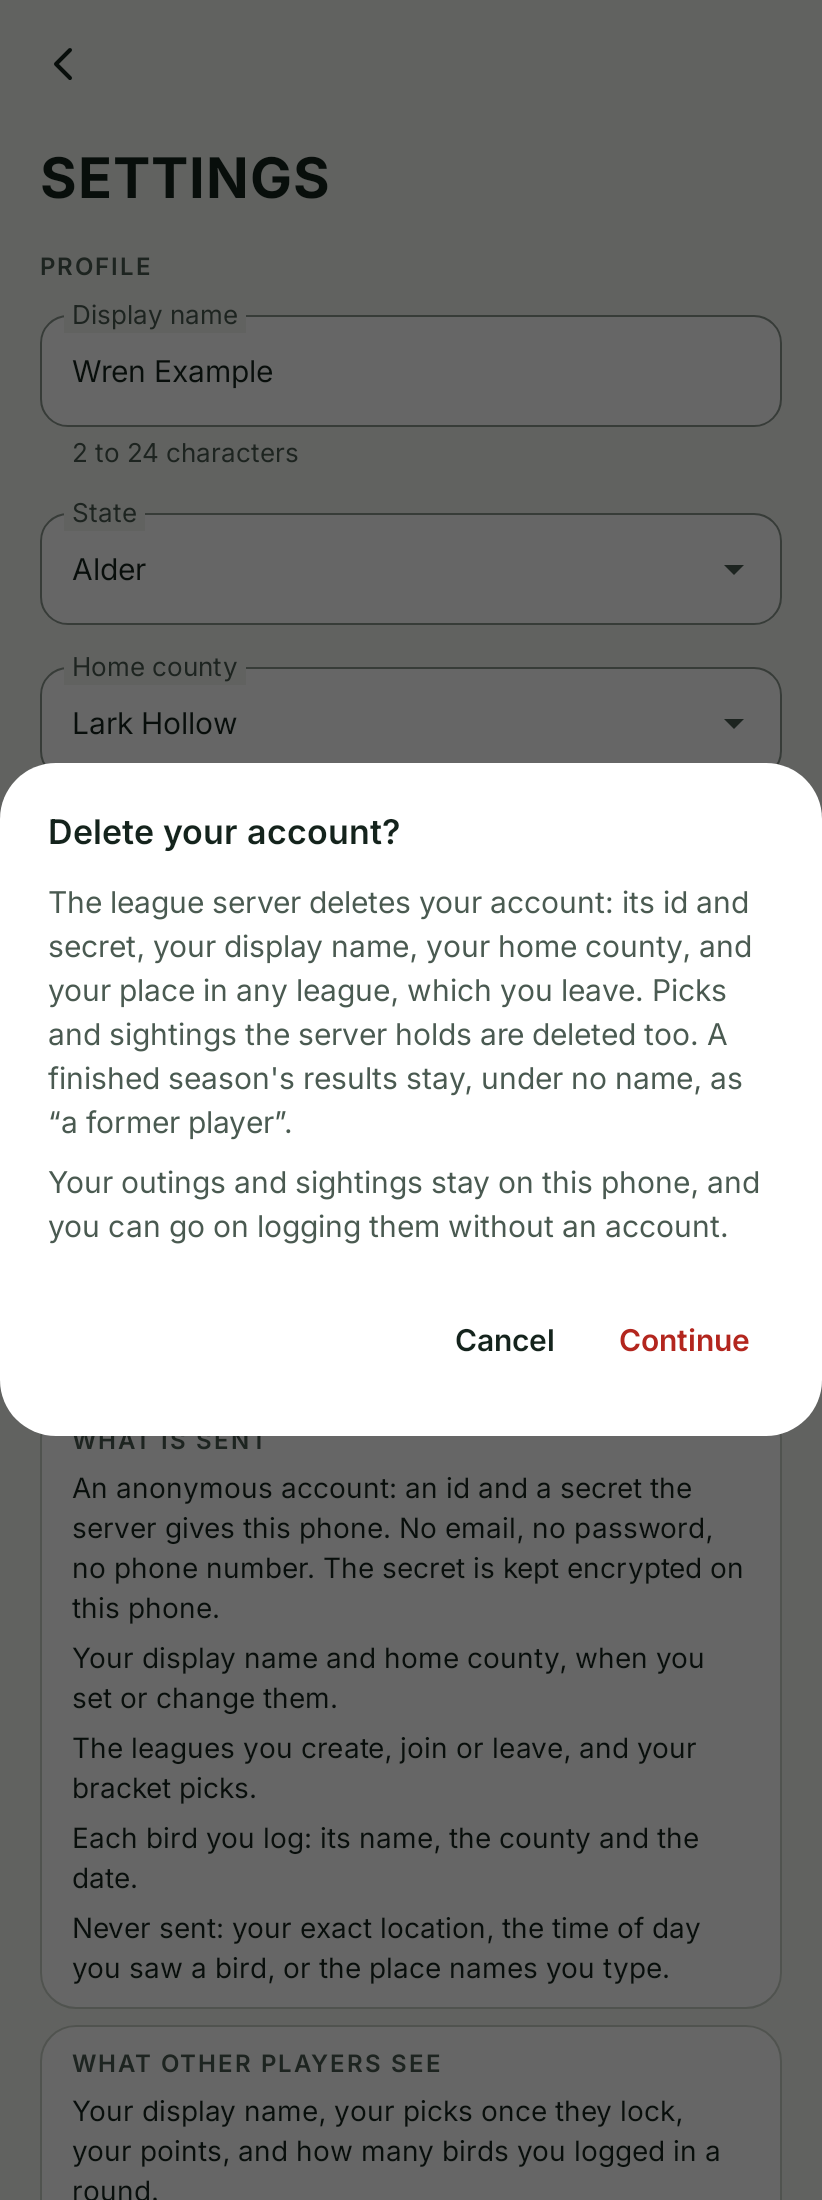 SETTINGS
PROFILE
Display name
Wren Example
2 to 24 characters
State
Alder
Home county
Lark Hollow
Delete your account?
The league server deletes your account: its id and
secret, your display name, your home county, and
your place in any league, which you leave. Picks
and sightings the server holds are deleted too. A
finished season's results stay, under no name, as
“a former player”.
Your outings and sightings stay on this phone, and
you can go on logging them without an account.
Cancel
Continue
WHAT IS SENT
An anonymous account: an id and a secret the
server gives this phone. No email, no password,
no phone number. The secret is kept encrypted on
this phone.
Your display name and home county, when you
set or change them.
The leagues you create, join or leave, and your
bracket picks.
Each bird you log: its name, the county and the
date.
Never sent: your exact location, the time of day
you saw a bird, or the place names you type.
WHAT OTHER PLAYERS SEE
Your display name, your picks once they lock,
your points, and how many birds you logged in a
round.